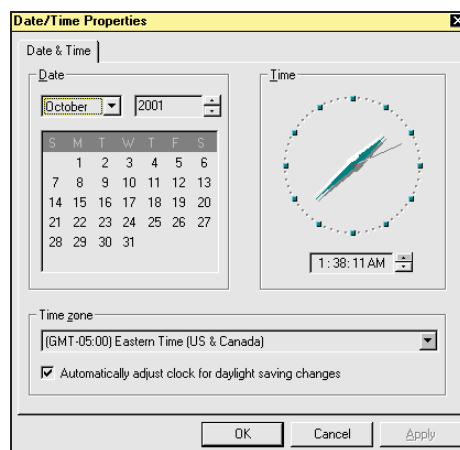 Date/Time Properties
Date & Time
Date
October 2001
S M T W T F S
1 2 3 4 5 6
7 8 9 10 11 12 13
14 15 16 17 18 19 20
21 22 23 24 25 26 27
28 29 30 31
Time
1:38:11 AM
Time zone
(GMT-05:00) Eastern Time (US & Canada)
Automatically adjust clock for daylight saving changes
OK Cancel Apply